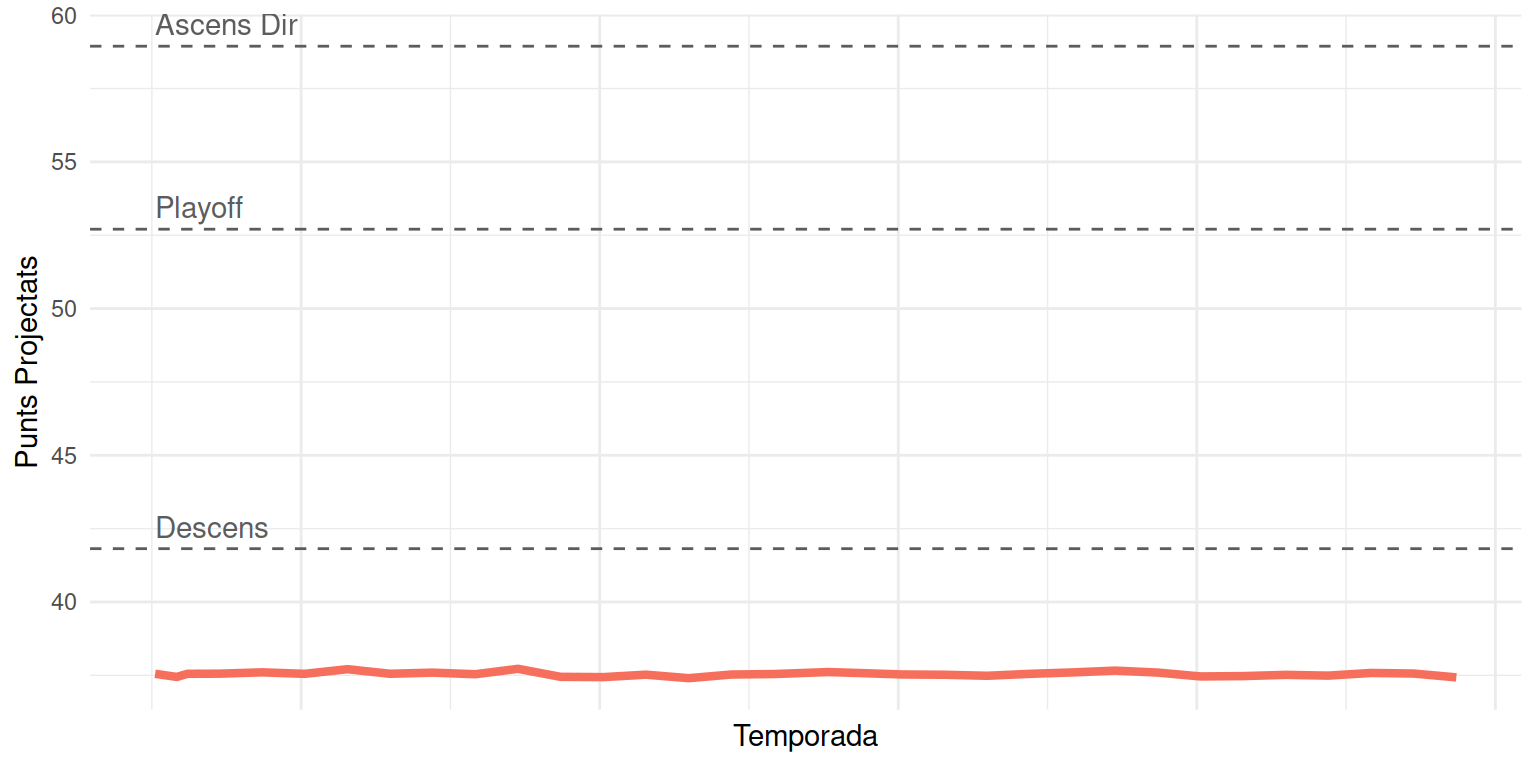 60
Ascens Dir
55
Playoff
50
45
Descens
40
Punts Projectats
Temporada